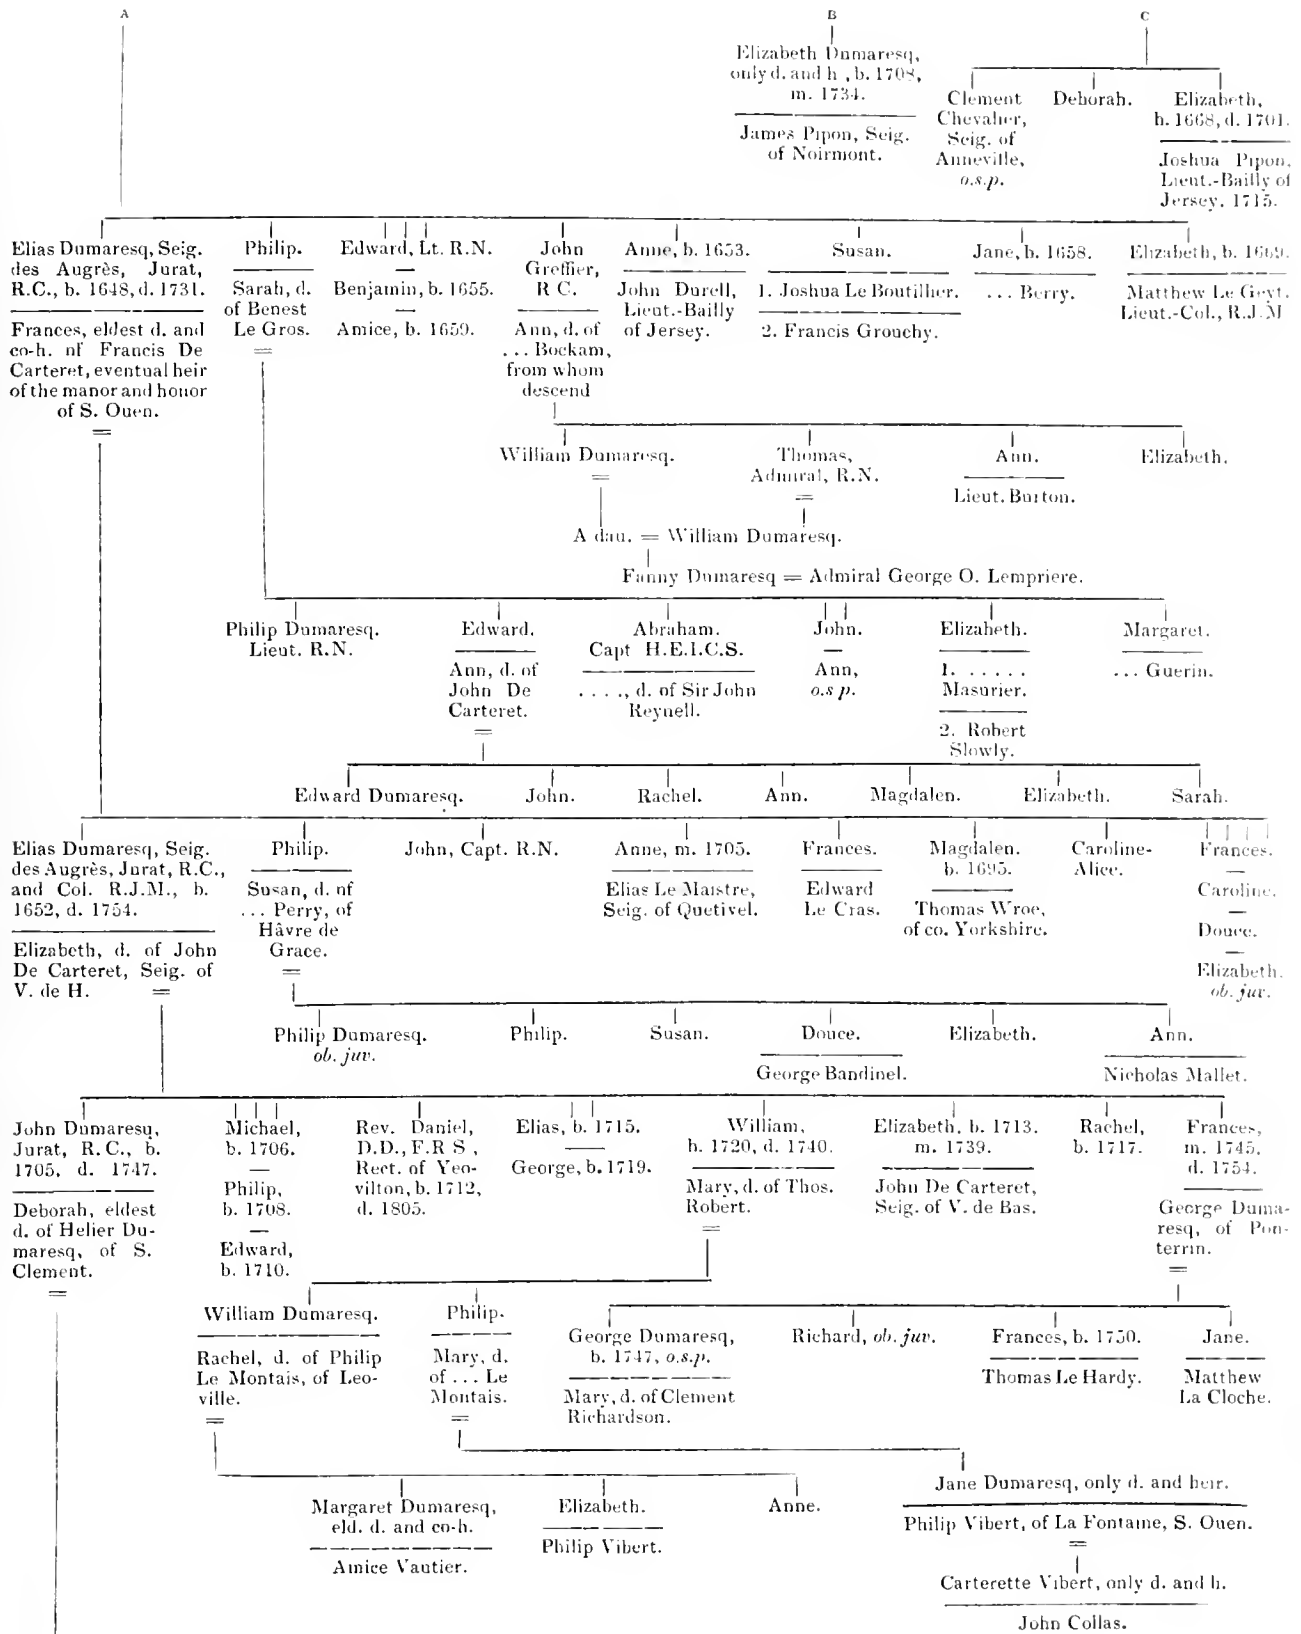 A
B
C
Elizabeth Dumaresq,
only d. and h., b. 1708,
m. 1734.
James Pipon, Seig.
of Noirmont.
Clement
Chevalier,
Seig. of
Anneville,
o.s.p.
Deborah.
Elizabeth,
b. 1668, d. 1701.
Joshua Pipon,
Lieut.-Bailly of
Jersey, 1715.
Elias Dumaresq, Seig.
des Augrès, Jurat,
R.C., b. 1648, d. 1731.
Frances, eldest d. and
co-h. of Francis De
Carteret, eventual heir
of the manor and honor
of S. Ouen.
=
Philip.
Sarah, d.
of Benest
Le Gros.
=
Edward, Lt. R.N.
—
Benjamin, b. 1655.
—
Amice, b. 1659.
John
Greffier,
R C.
Ann, d. of
... Bockam,
from whom
descend
Anne, b. 1653.
John Durell,
Lieut.-Bailly
of Jersey.
Susan.
1. Joshua Le Boutillier.
2. Francis Grouchy.
Jane, b. 1658.
... Berry.
Elizabeth, b. 1669.
Matthew Le Geyt.
Lieut.-Col., R.J.M
William Dumaresq.
=
Thomas,
Admiral, R.N.
=
Ann.
Lieut. Burton.
Elizabeth.
A dau. = William Dumaresq.
Fanny Dumaresq = Admiral George O. Lempriere.
Philip Dumaresq.
Lieut. R.N.
Edward.
Ann, d. of
John De
Carteret.
=
Abraham.
Capt H.E.I.C.S.
...., d. of Sir John
Reynell.
John.
—
Ann,
o.s p.
Elizabeth.
1. .....
Masurier.
2. Robert
Slowly.
Margaret.
... Guerin.
Edward Dumaresq.
John.
Rachel.
Ann.
Magdalen.
Elizabeth.
Sarah.
Elias Dumaresq, Seig.
des Augrès, Jurat, R.C.,
and Col. R.J.M., b.
1652, d. 1754.
Elizabeth, d. of John
De Carteret, Seig. of
V. de H. =
Philip.
Susan, d. of
... Perry, of
Hâvre de
Grace.
=
John, Capt. R.N.
Anne, m. 1705.
Elias Le Maistre,
Seig. of Quetivel.
Frances.
Edward
Le Cras.
Magdalen.
b. 1695.
Thomas Wroe,
of co. Yorkshire.
Caroline-
Alice.
Frances.
—
Caroline.
—
Douce.
—
Elizabeth.
ob. juv.
Philip Dumaresq.
ob. juv.
Philip.
Susan.
Douce.
George Bandinel.
Elizabeth.
Ann.
Nicholas Mallet.
John Dumaresq,
Jurat, R.C., b.
1705, d. 1747.
Deborah, eldest
d. of Helier Du-
maresq, of S.
Clement.
=
Michael,
b. 1706.
—
Philip,
b. 1708.
—
Edward,
b. 1710.
Rev. Daniel,
D.D., F.R S,
Rect. of Yeo-
vilton, b. 1712,
d. 1805.
Elias, b. 1715.
—
George, b. 1719.
William,
b. 1720, d. 1740.
Mary, d. of Thos.
Robert.
=
Elizabeth, b. 1713.
m. 1739.
John De Carteret,
Seig. of V. de Bas.
Rachel,
b. 1717.
Frances,
m. 1745.
d. 1754.
George Duma-
resq, of Pon-
terrin.
=
William Dumaresq.
Rachel, d. of Philip
Le Montais, of Leo-
ville.
=
Philip.
Mary, d.
of ... Le
Montais.
=
George Dumaresq,
b. 1747, o.s.p.
Mary, d. of Clement
Richardson.
Richard, ob. juv.
Frances, b. 1750.
Thomas Le Hardy.
Jane.
Matthew
La Cloche.
Margaret Dumaresq,
eld. d. and co-h.
Amice Vautier.
Elizabeth.
Philip Vibert.
Anne.
Jane Dumaresq, only d. and heir.
Philip Vibert, of La Fontaine, S. Ouen.
=
Carterette Vibert, only d. and h.
John Collas.